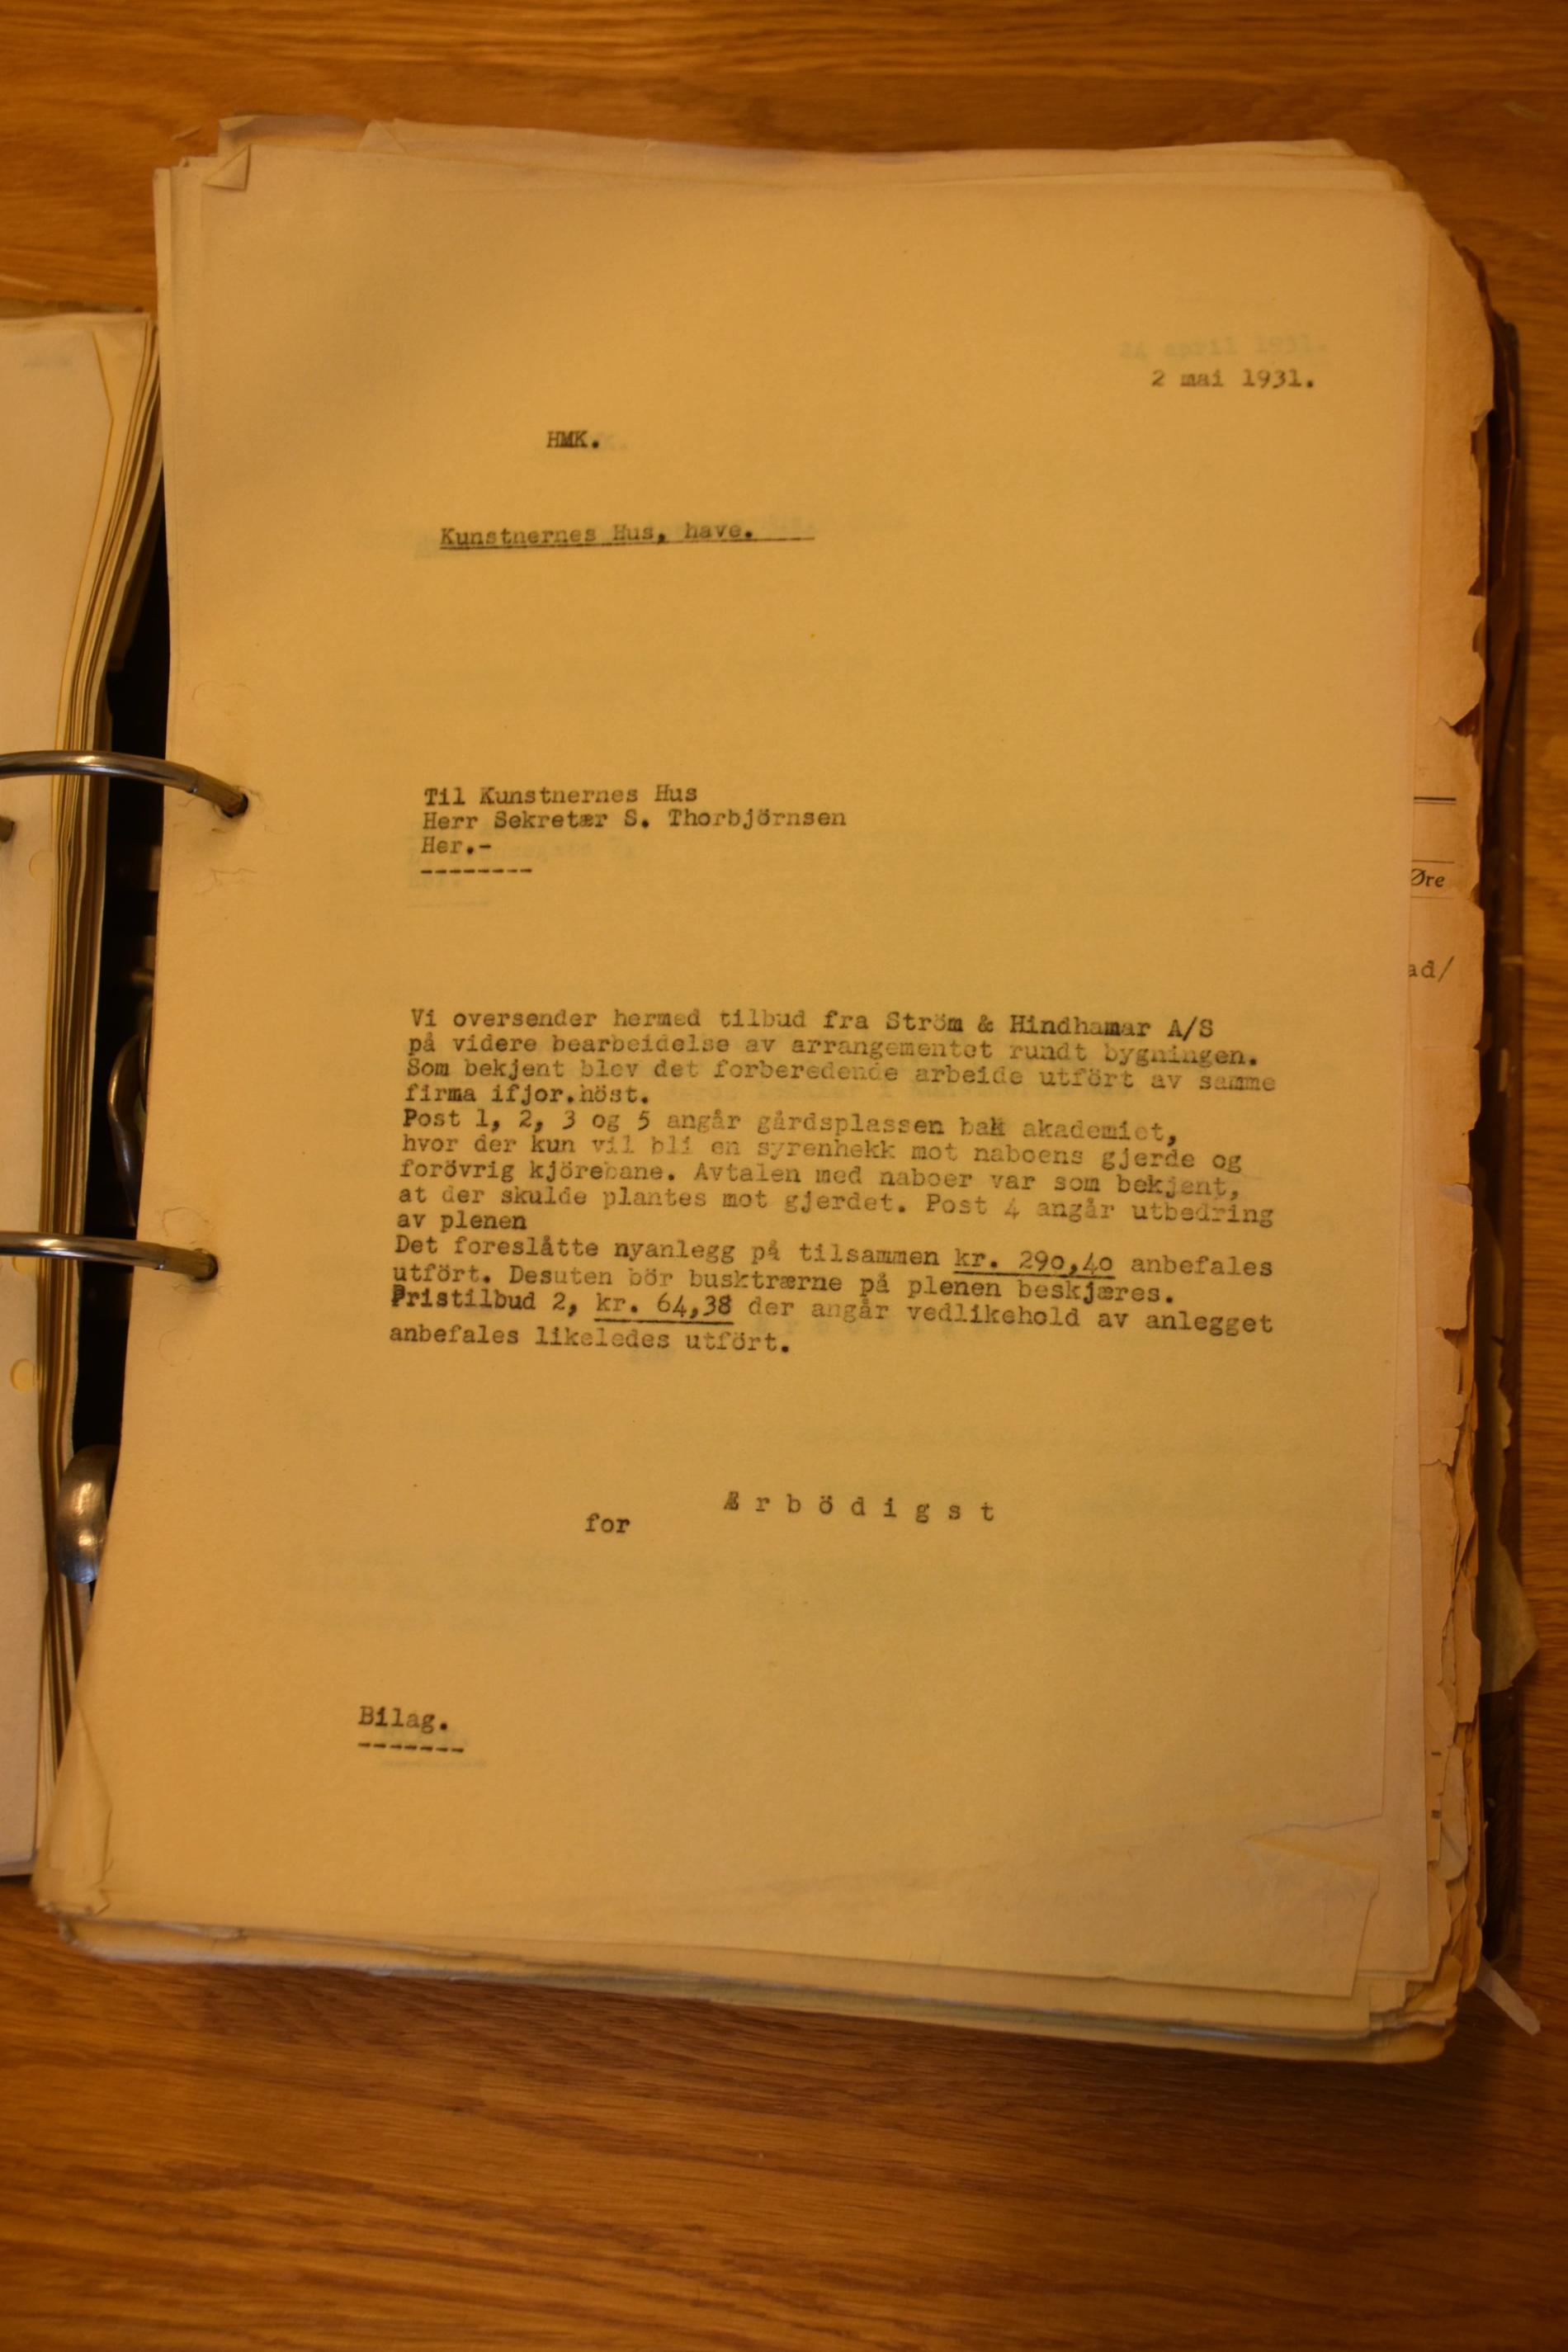 24 april 1931.
2 mai 1931.
HMK.
Kunstnernes Hus, have.
Til Kunstnernes Hus
Herr Sekretær S. Thorbjörnsen
Her.-
--------
Øre
ad/
Vi oversender hermed tilbud fra Ström & Hindhamar A/S
på videre bearbeidelse av arrangementet rundt bygningen.
Som bekjent blev det forberedende arbeide utfört av samme
firma ifjor.höst.
Post 1, 2, 3 og 5 angår gårdsplassen bak akademiet,
hvor der kun vil bli en syrenhekk mot naboens gjerde og
forövrig kjörebane. Avtalen med naboer var som bekjent,
at der skulde plantes mot gjerdet. Post 4 angår utbedring
av plenen
Det foreslåtte nyanlegg på tilsammen kr. 290,40 anbefales
utfört. Desuten bör busktrærne på plenen beskjæres.
Pristilbud 2, kr. 64,38 der angår vedlikehold av anlegget
anbefales likeledes utfört.
Ærbödigst
for
Bilag.
-------